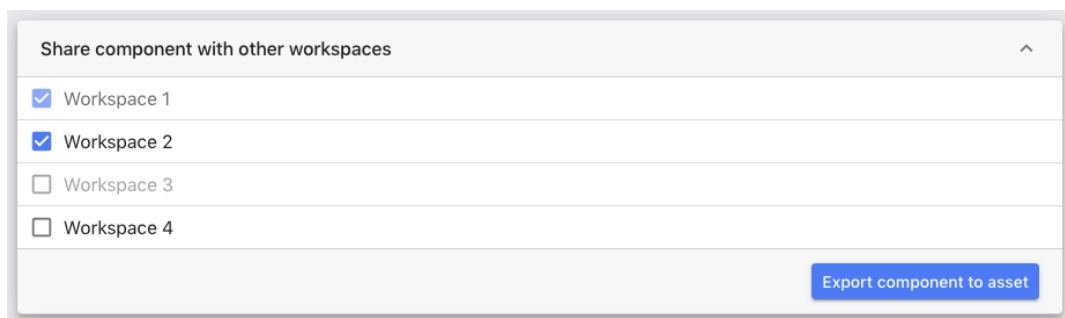 Share component with other workspaces
Workspace 1
Workspace 2
Workspace 3
Workspace 4
Export component to asset